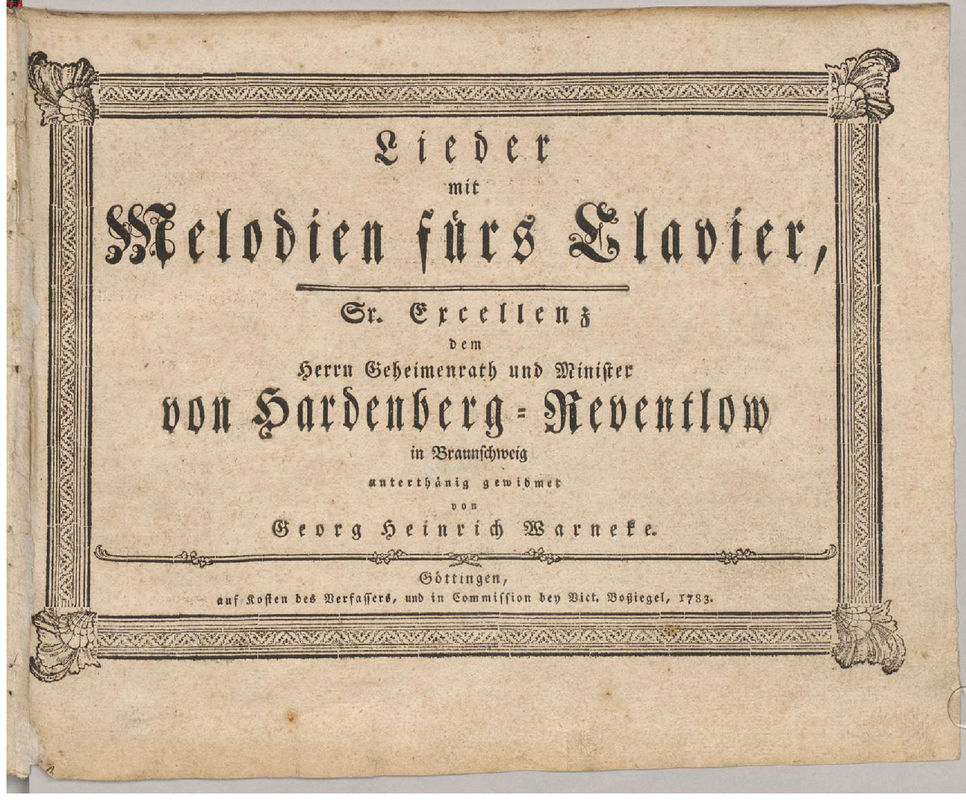 Lieder
mit
Melodien fürs Clavier,
Sr. Excellenz
dem
Herrn Geheimenrath und Minister
von Hardenberg=Reventlow
in Braunschweig
unterthänig gewidmet
von
Georg Heinrich Warneke.
Göttingen,
auf Kosten des Verfassers, und in Commission bey Vict. Boßiegel, 1783.